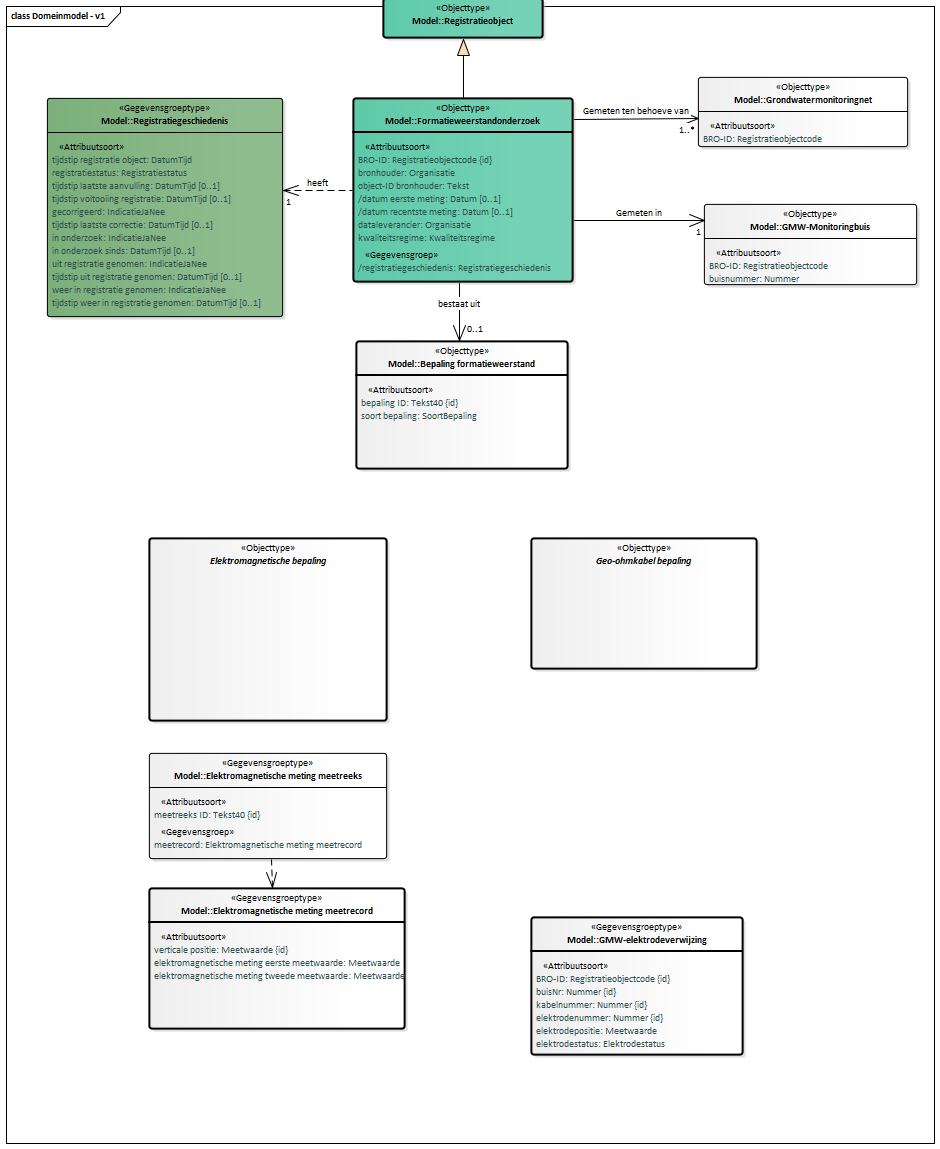 class Domeinmodel - v1
«Objecttype»
Model::Registratieobject
«Gegevensgroeptype»
Model::Registratiegeschiedenis
«Attribuutsoort»
tijdstip registratie object: DatumTijd
registratiestatus: Registratiestatus
tijdstip laatste aanvulling: DatumTijd [0..1]
tijdstip voltooiing registratie: DatumTijd [0..1]
gecorrigeerd: IndicatieJaNee
tijdstip laatste correctie: DatumTijd [0..1]
in onderzoek: IndicatieJaNee
in onderzoek sinds: DatumTijd [0..1]
uit registratie genomen: IndicatieJaNee
tijdstip uit registratie genomen: DatumTijd [0..1]
weer in registratie genomen: IndicatieJaNee
tijdstip weer in registratie genomen: DatumTijd [0..1]
heeft
1
«Objecttype»
Model::Formatieweerstandonderzoek
«Attribuutsoort»
BRO-ID: Registratieobjectcode {id}
bronhouder: Organisatie
object-ID bronhouder: Tekst
/datum eerste meting: Datum [0..1]
/datum recentste meting: Datum [0..1]
dataleverancier: Organisatie
kwaliteitsregime: Kwaliteitsregime
«Gegevensgroep»
/registratiegeschiedenis: Registratiegeschiedenis
Gemeten ten behoeve van
1..*
«Objecttype»
Model::Grondwatermonitoringnet
«Attribuutsoort»
BRO-ID: Registratieobjectcode
Gemeten in
1
«Objecttype»
Model::GMW-Monitoringbuis
«Attribuutsoort»
BRO-ID: Registratieobjectcode
buisnummer: Nummer
bestaat uit
0..1
«Objecttype»
Model::Bepaling formatieweerstand
«Attribuutsoort»
bepaling ID: Tekst40 {id}
soort bepaling: SoortBepaling
«Objecttype»
Elektromagnetische bepaling
«Objecttype»
Geo-ohmkabel bepaling
«Gegevensgroeptype»
Model::Elektromagnetische meting meetreeks
«Attribuutsoort»
meetreeks ID: Tekst40 {id}
«Gegevensgroep»
meetrecord: Elektromagnetische meting meetrecord
«Gegevensgroeptype»
Model::Elektromagnetische meting meetrecord
«Attribuutsoort»
verticale positie: Meetwaarde {id}
elektromagnetische meting eerste meetwaarde: Meetwaarde
elektromagnetische meting tweede meetwaarde: Meetwaarde
«Gegevensgroeptype»
Model::GMW-elektrodeverwijzing
«Attribuutsoort»
BRO-ID: Registratieobjectcode {id}
buisNr: Nummer {id}
kabelnummer: Nummer {id}
elektrodenummer: Nummer {id}
elektrodepositie: Meetwaarde
elektrodestatus: Elektrodestatus